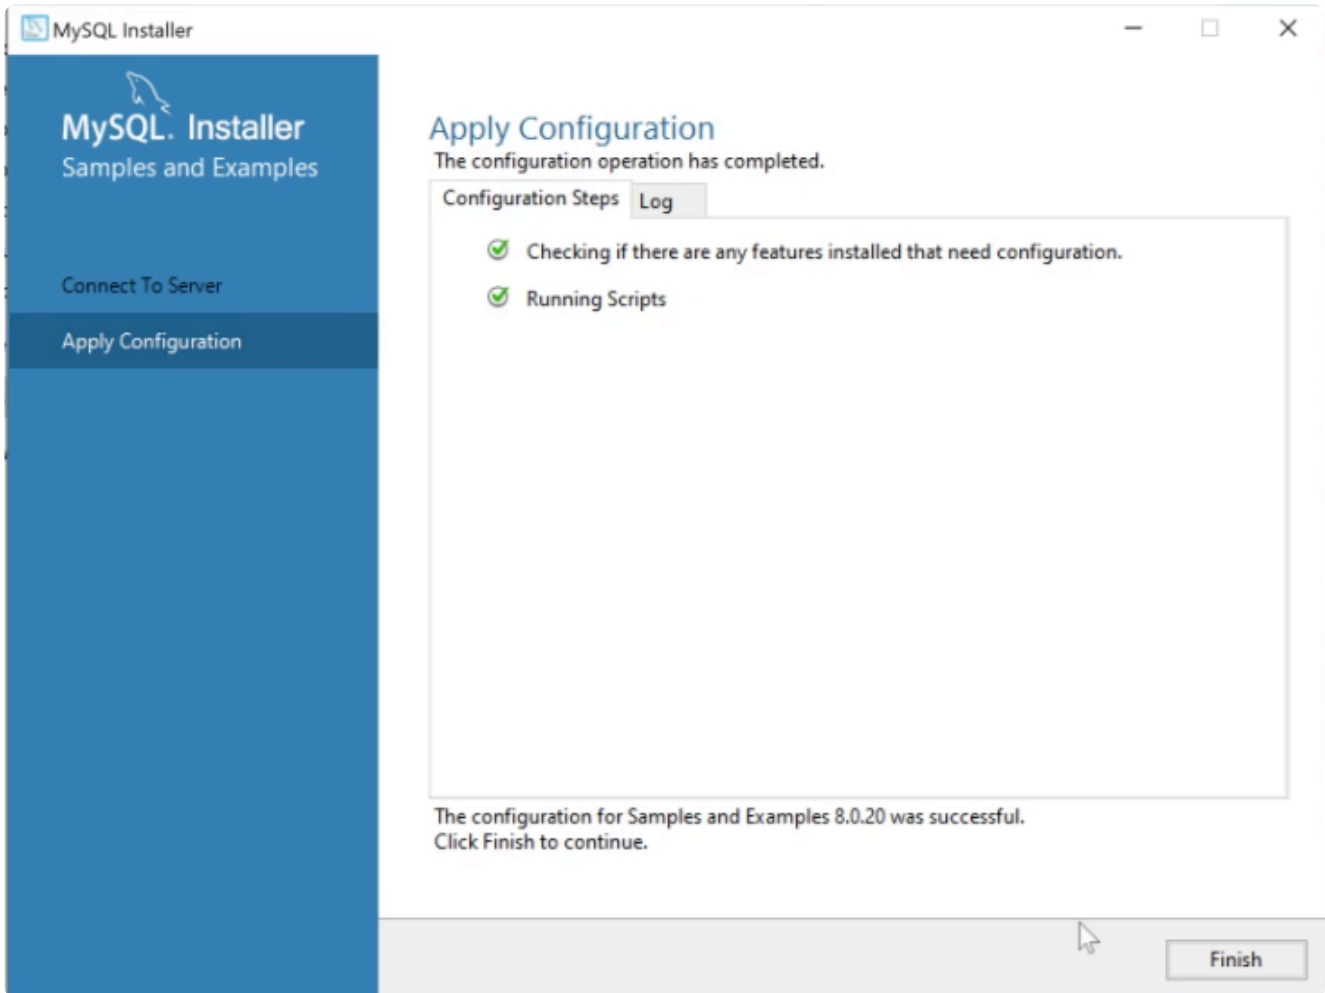 MySQL Installer
MySQL. Installer
Samples and Examples
Connect To Server
Apply Configuration
Apply Configuration
The configuration operation has completed.
Configuration Steps
Log
Checking if there are any features installed that need configuration.
Running Scripts
The configuration for Samples and Examples 8.0.20 was successful.
Click Finish to continue.
Finish